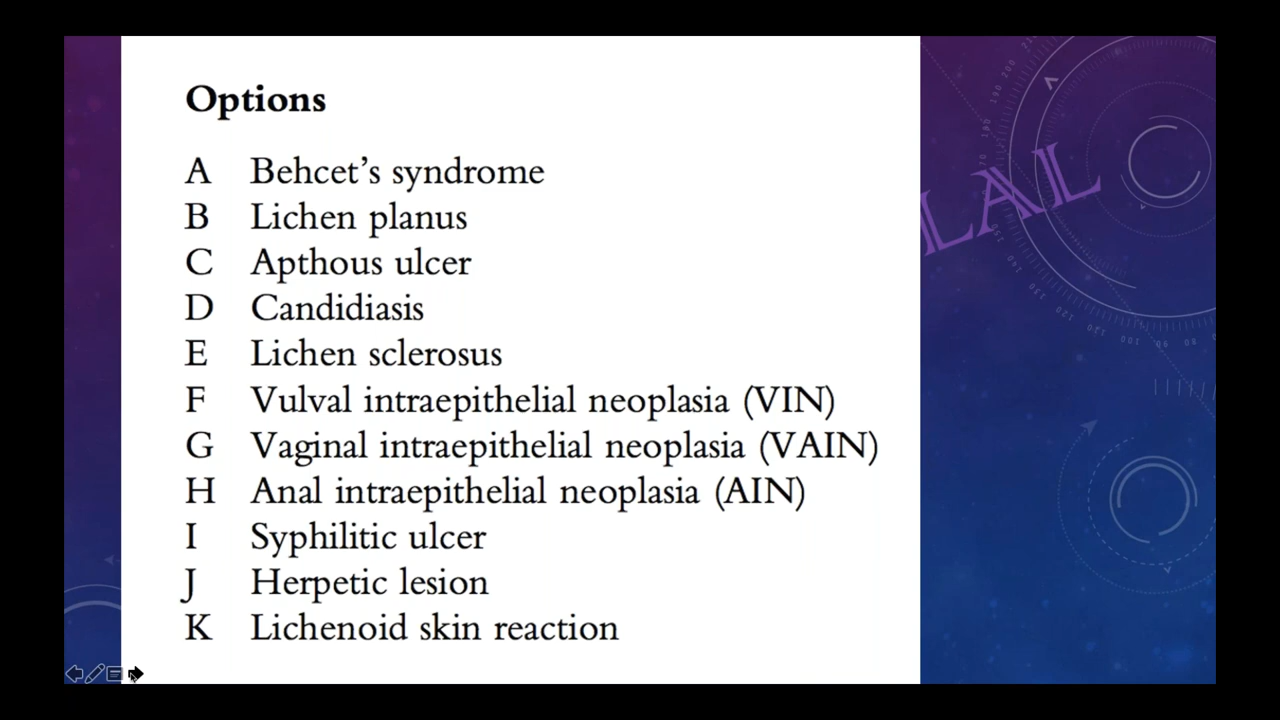 Options
A Behcet's syndrome
B Lichen planus
C Apthous ulcer
D Candidiasis
E Lichen sclerosus
F Vulval intraepithelial neoplasia (VIN)
G Vaginal intraepithelial neoplasia (VAIN)
H Anal intraepithelial neoplasia (AIN)
I Syphilitic ulcer
J Herpetic lesion
K Lichenoid skin reaction
LAL